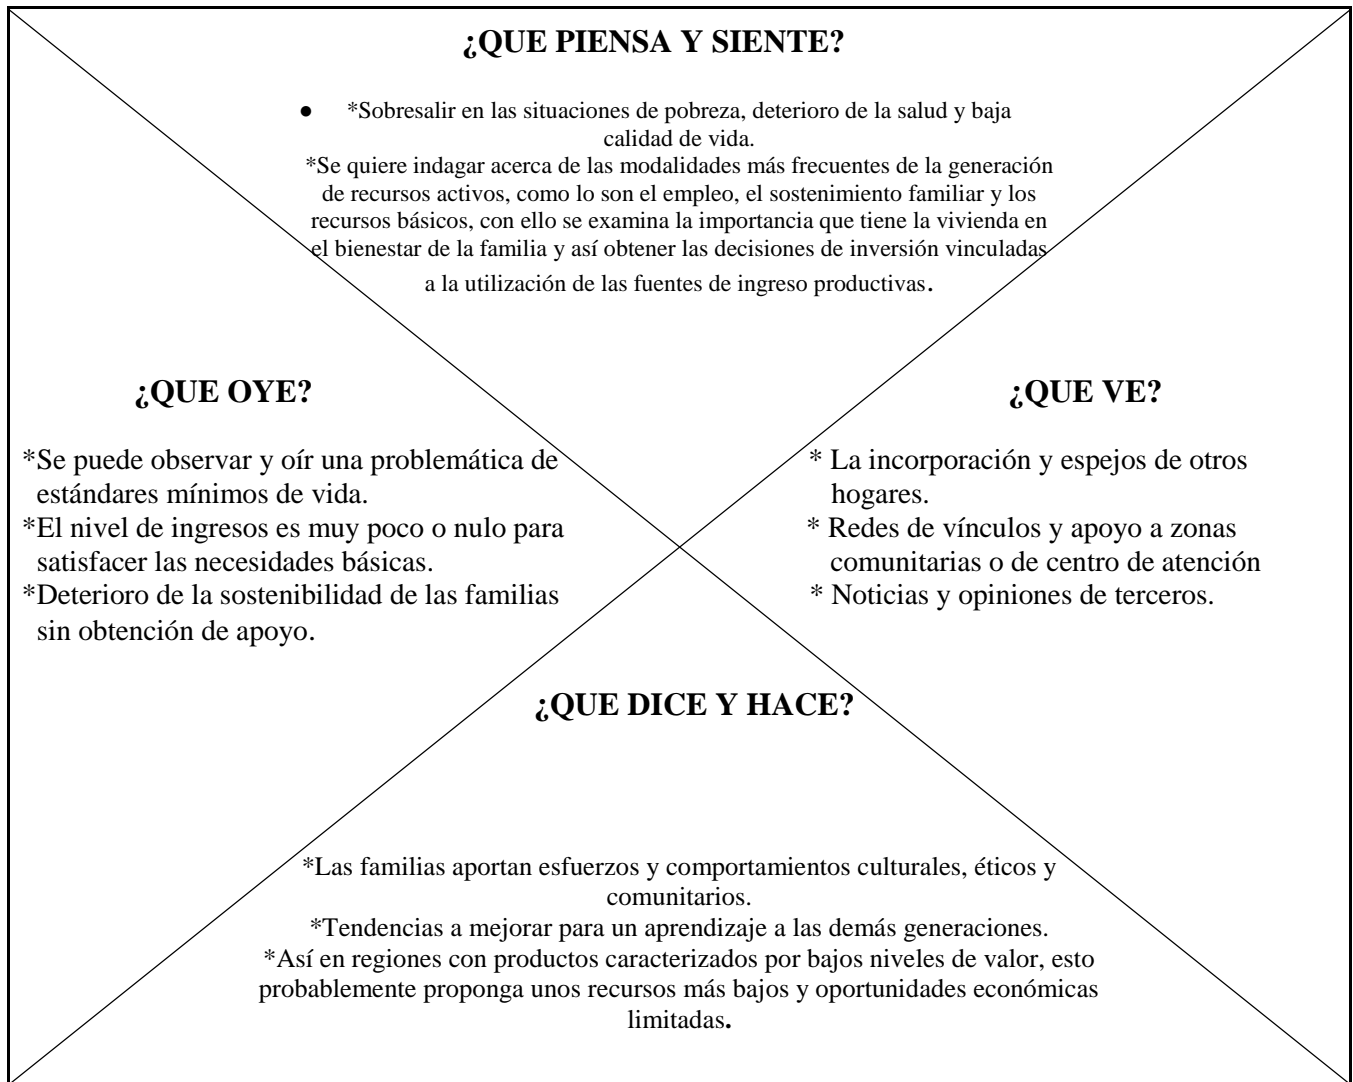 ¿QUE PIENSA Y SIENTE?
● *Sobresalir en las situaciones de pobreza, deterioro de la salud y baja
calidad de vida.
*Se quiere indagar acerca de las modalidades más frecuentes de la generación
de recursos activos, como lo son el empleo, el sostenimiento familiar y los
recursos básicos, con ello se examina la importancia que tiene la vivienda en
el bienestar de la familia y así obtener las decisiones de inversión vinculadas
a la utilización de las fuentes de ingreso productivas.
¿QUE OYE?
*Se puede observar y oír una problemática de
estándares mínimos de vida.
*El nivel de ingresos es muy poco o nulo para
satisfacer las necesidades básicas.
*Deterioro de la sostenibilidad de las familias
sin obtención de apoyo.
¿QUE VE?
* La incorporación y espejos de otros
hogares.
* Redes de vínculos y apoyo a zonas
comunitarias o de centro de atención
* Noticias y opiniones de terceros.
¿QUE DICE Y HACE?
*Las familias aportan esfuerzos y comportamientos culturales, éticos y
comunitarios.
*Tendencias a mejorar para un aprendizaje a las demás generaciones.
*Así en regiones con productos caracterizados por bajos niveles de valor, esto
probablemente proponga unos recursos más bajos y oportunidades económicas
limitadas.